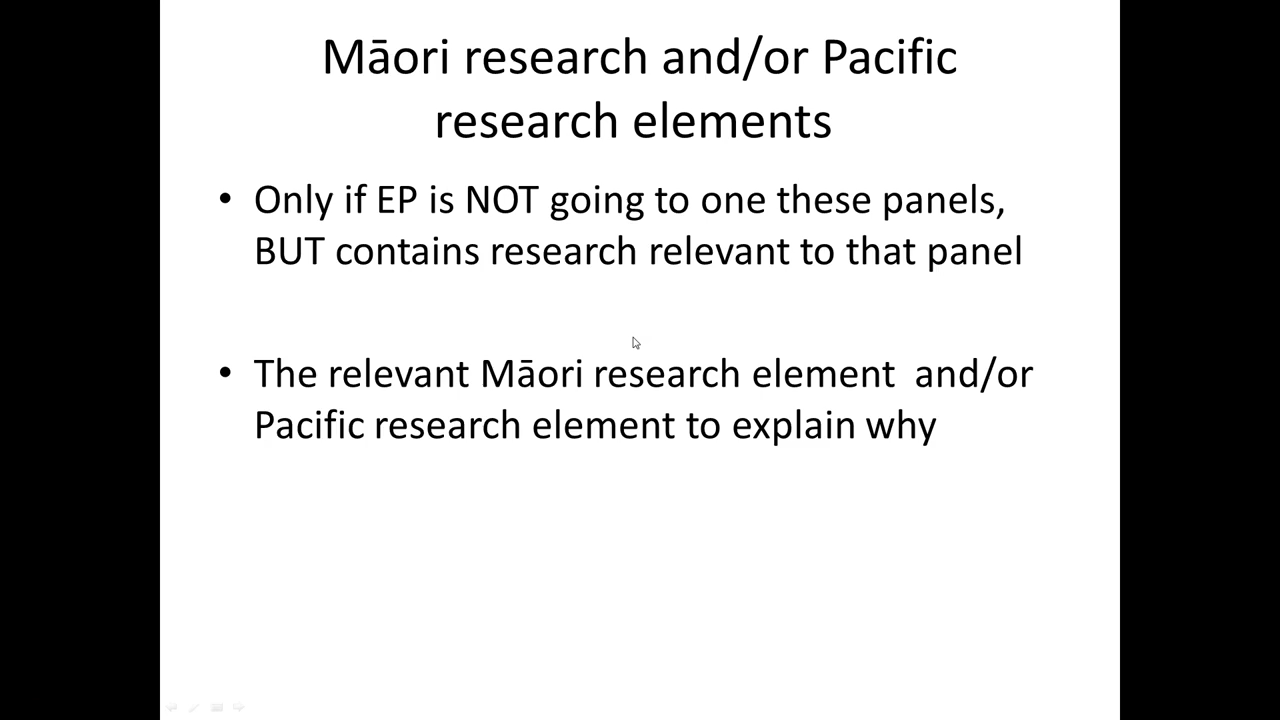 Māori research and/or Pacific
research elements
• Only if EP is NOT going to one these panels,
BUT contains research relevant to that panel
• The relevant Māori research element  and/or
Pacific research element to explain why